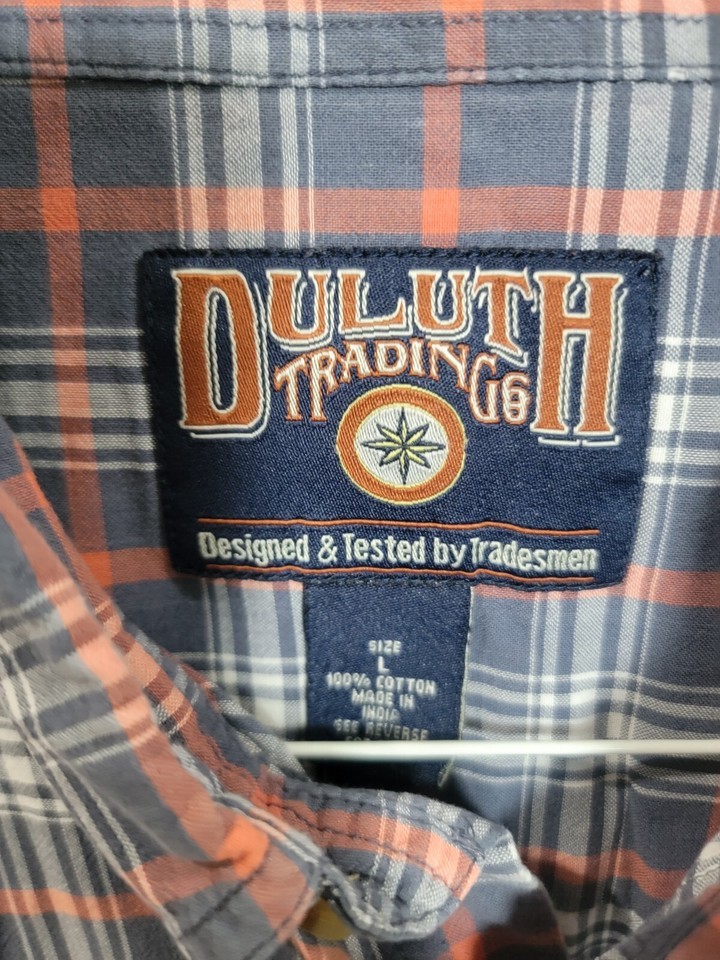 DULUTH
TRADING Co
Designed & Tested by Tradesmen
SIZE
L
100% COTTON
MADE IN
INDIA
SEE REVERSE